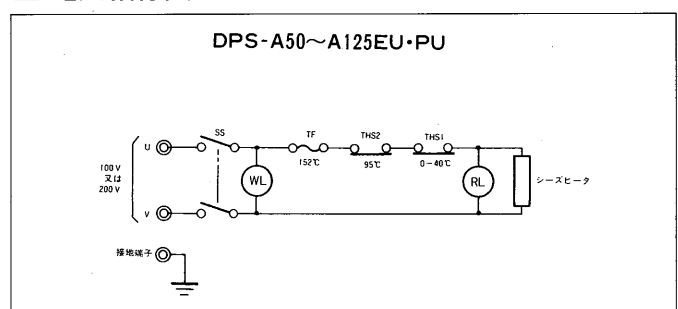 DPS-A50～A125EU・PU
SS
TF
THS2
THS1
U
152℃
95℃
0-40℃
100V
又は
200V
WL
RL
シーズヒータ
V
接地端子